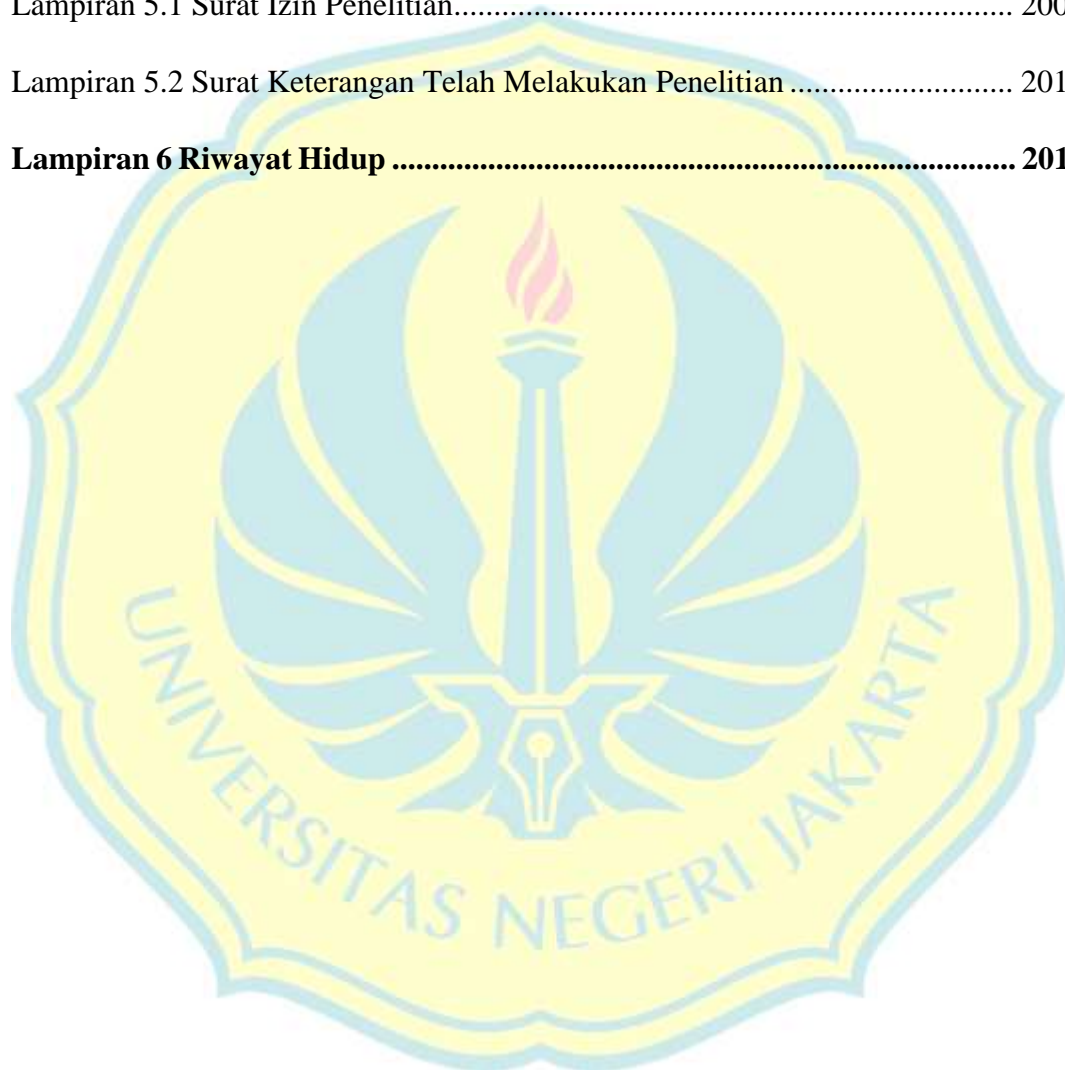 Lampiran 5.1 Surat Izin Penelitian...................................................................... 200
Lampiran 5.2 Surat Keterangan Telah Melakukan Penelitian ............................ 201
Lampiran 6 Riwayat Hidup .............................................................................. 201
UNIVERSITAS NEGERI JAKARTA